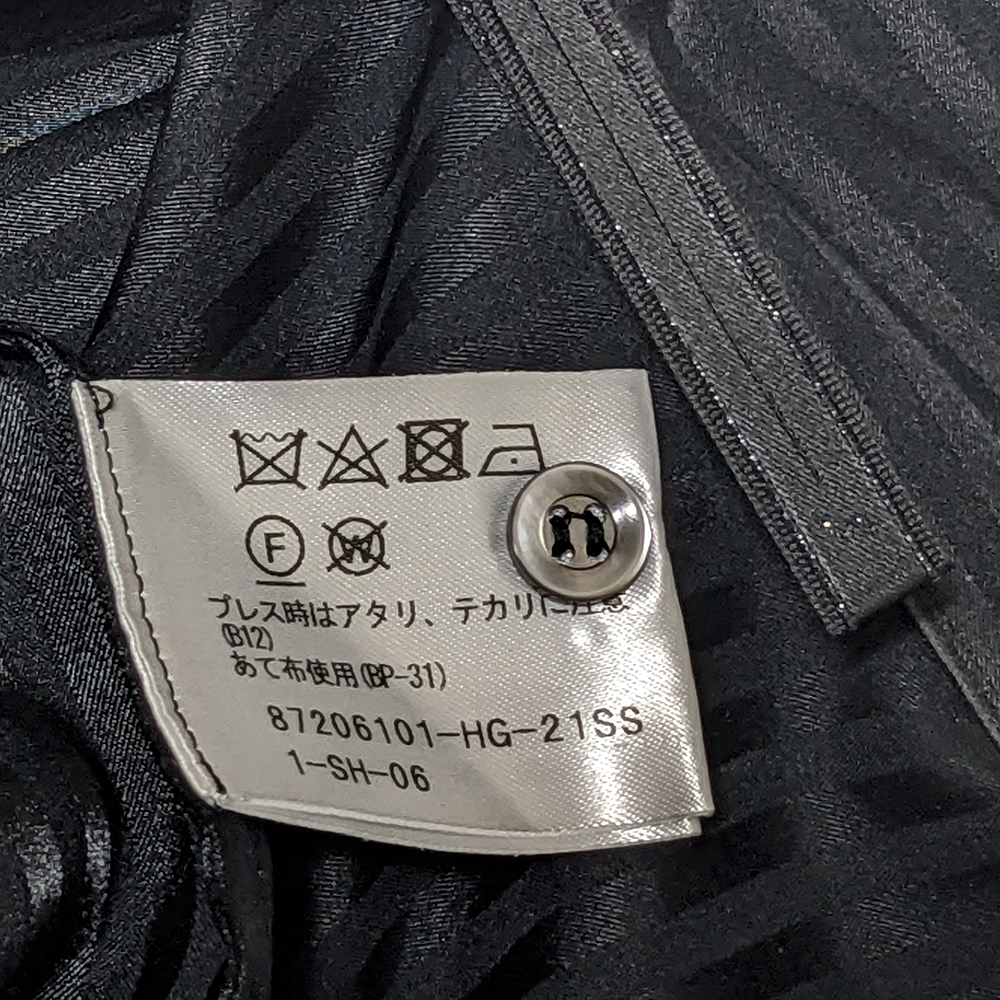 F W
プレス時はアタリ、テカリに注意
(B12)
あて布使用(BP-31)
87206101-HG-21SS
1-SH-06